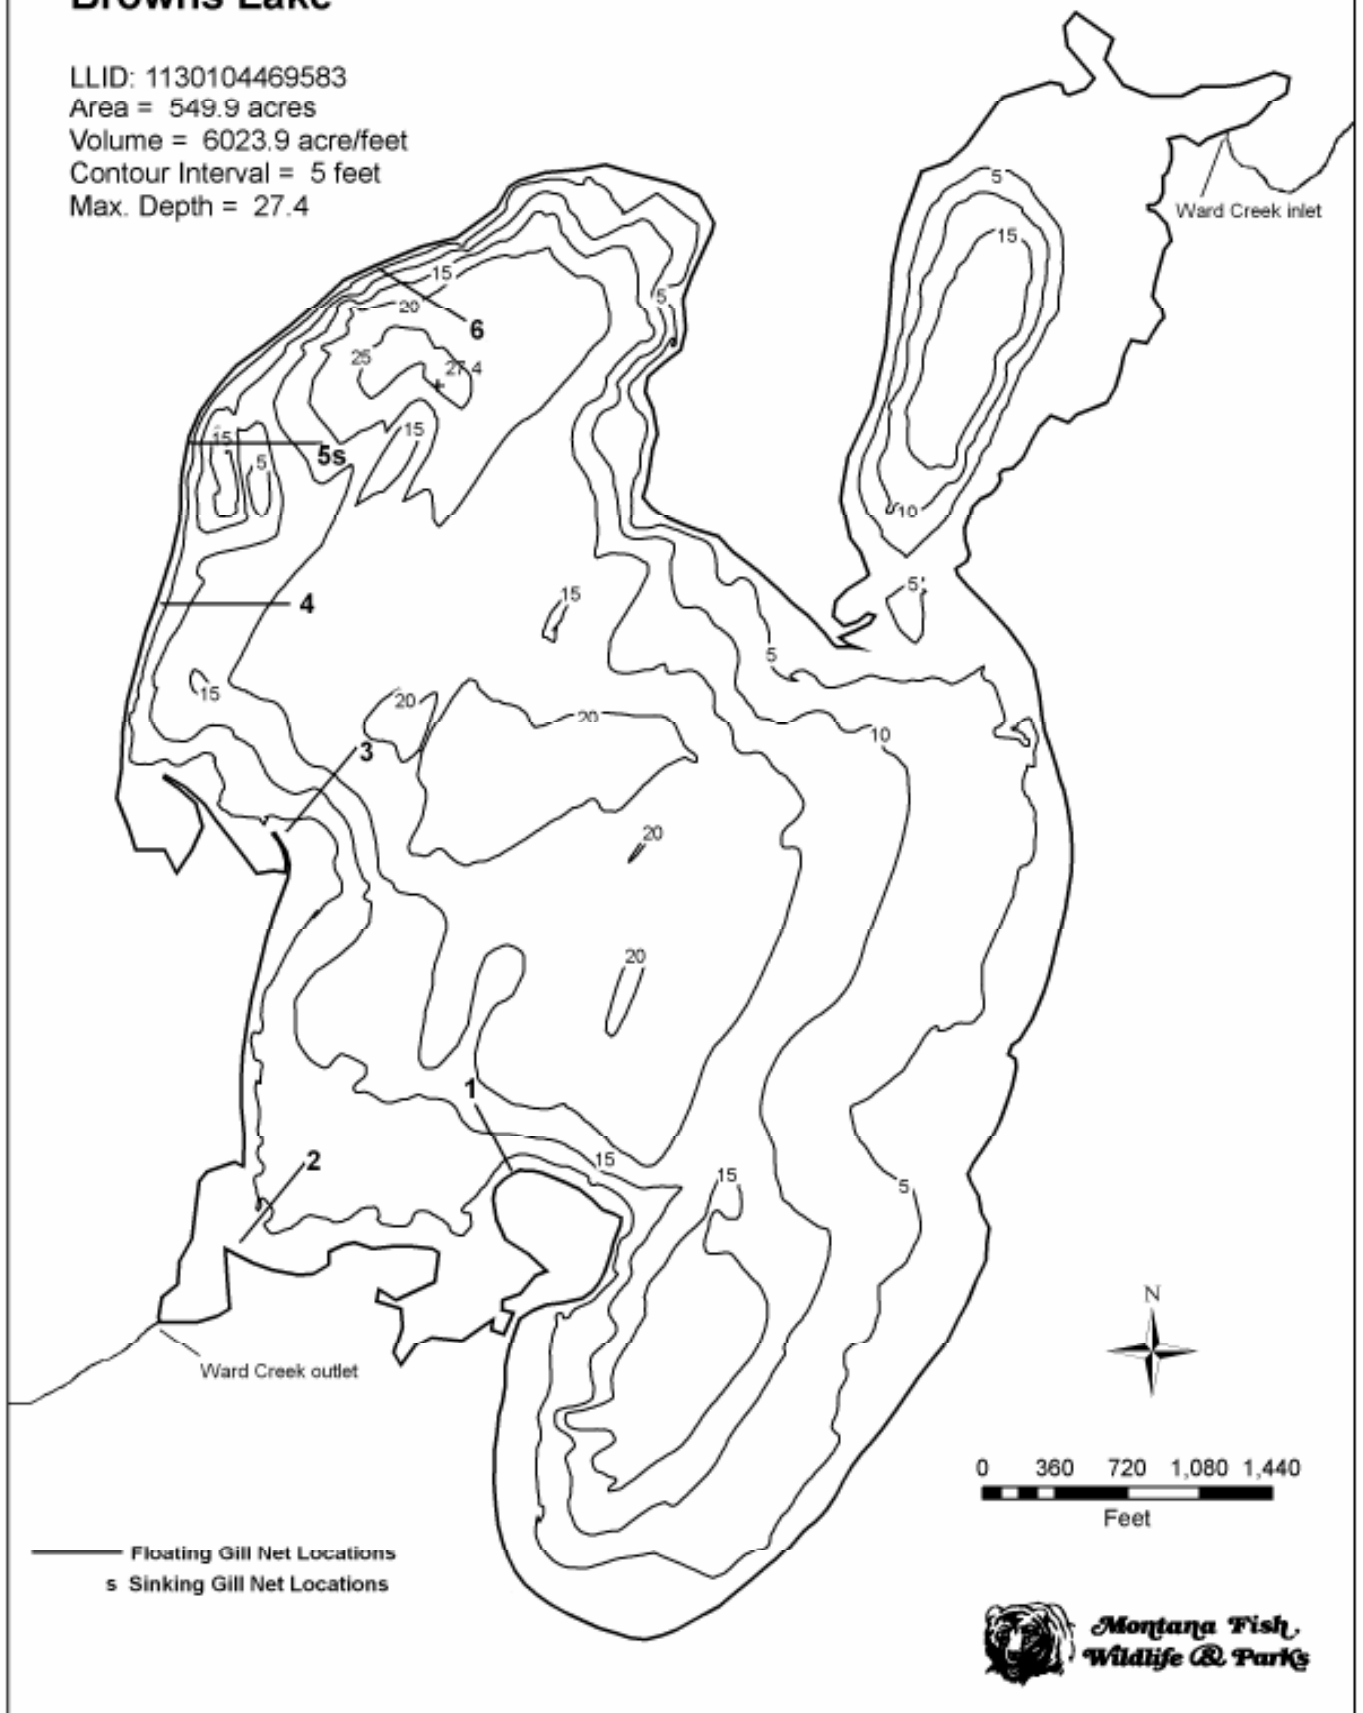 Browns Lake
LLID: 1130104469583
Area = 549.9 acres
Volume = 6023.9 acre/feet
Contour Interval = 5 feet
Max. Depth = 27.4
5
Ward Creek inlet
15
15
5
20
6
25
27.4
15
15
5s
5
10
5
15
4
5
15
20
20
10
3
20
20
1
15
2
15
5
N
Ward Creek outlet
0 360 720 1,080 1,440
Feet
Floating Gill Net Locations
s Sinking Gill Net Locations
Montana Fish,
Wildlife & Parks